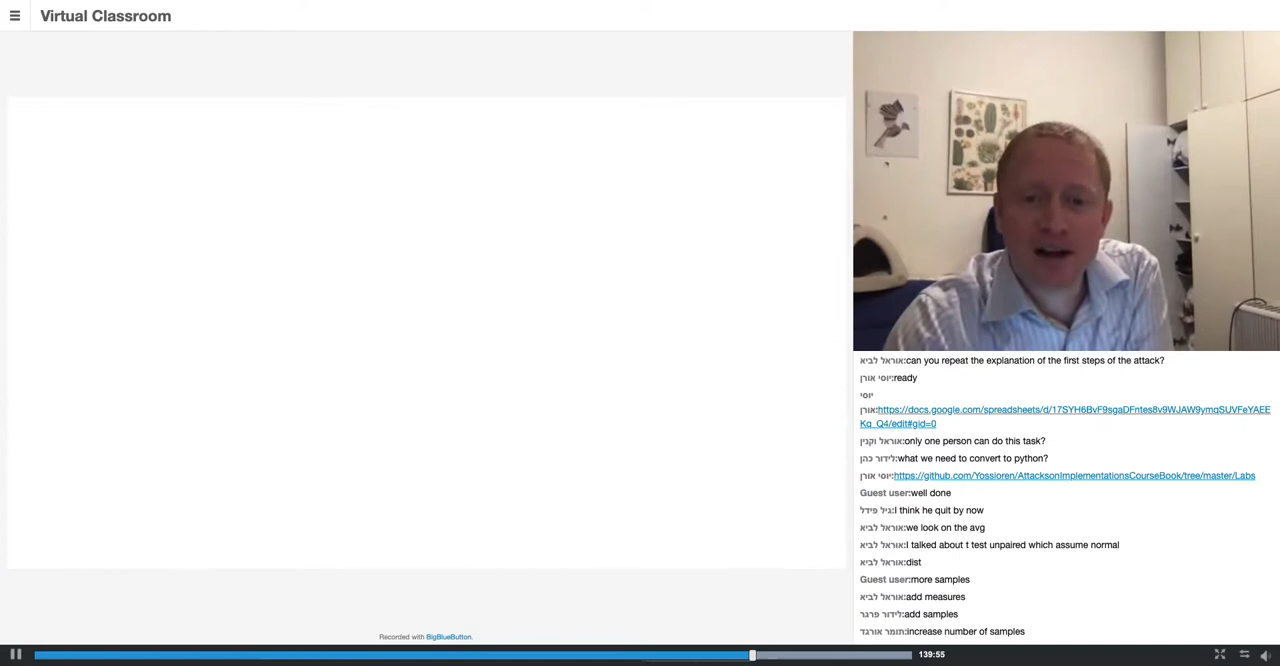 Virtual Classroom
אוראל לביא:can you repeat the explanation of the first steps of the attack?
יוסי אורן:ready
יוסי
אורן:https://docs.google.com/spreadsheets/d/17SYH6BvF9sgaDFntes8v9WJAW9ymqSUVFeYAEE
Kq_Q4/edit#gid=0
אוראל וקנין:only one person can do this task?
לידור כהן:what we need to convert to python?
יוסי אורן:https://github.com/Yossioren/AttacksonImplementationsCourseBook/tree/master/Labs
Guest user:well done
גיל פידל:I think he quit by now
אוראל לביא:we look on the avg
אוראל לביא:I talked about t test unpaired which assume normal
אוראל לביא:dist
Guest user:more samples
אוראל לביא:add measures
לידור פרגר:add samples
תומר אורגד:increase number of samples
Recorded with BigBlueButton.
139:55